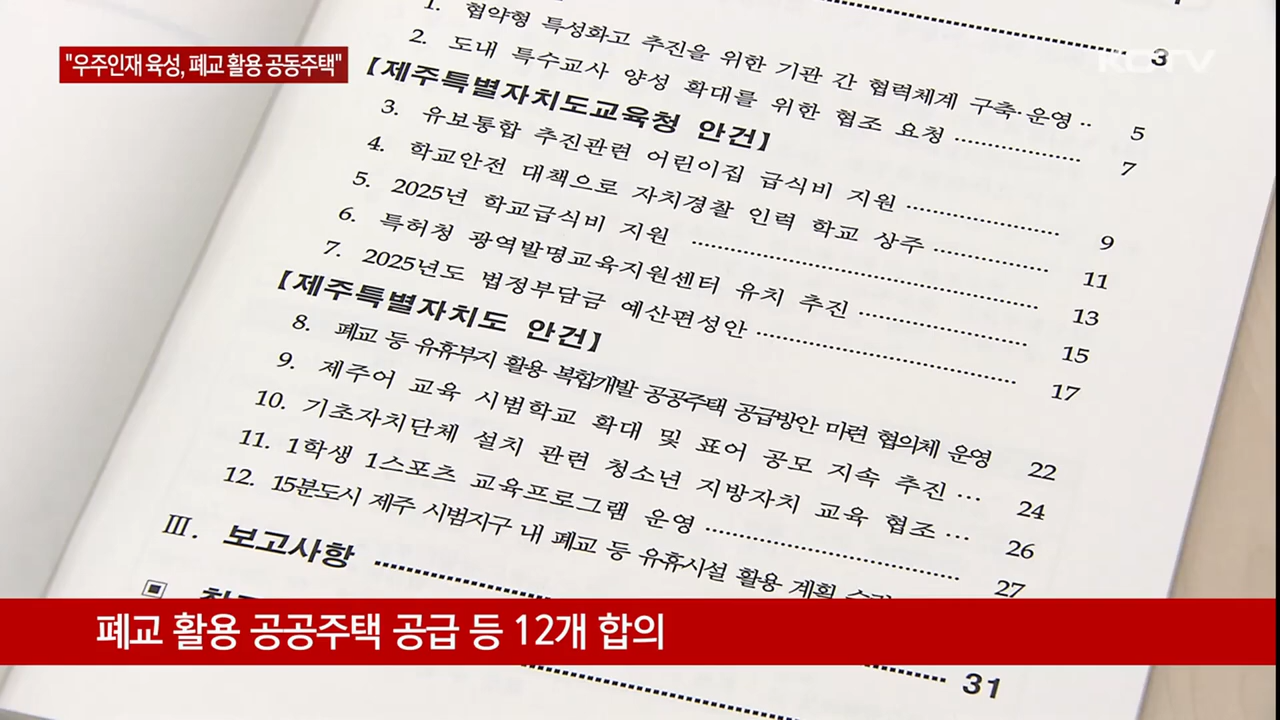 "우주인재 육성, 폐교 활용 공동주택"
KCTV
3
1. 협약형 특성화고 추진을 위한 기관 간 협력체계 구축·운영 ·· 5
2. 도내 특수교사 양성 확대를 위한 협조 요청 ················ 7
【제주특별자치도교육청 안건】
3. 유보통합 추진관련 어린이집 급식비 지원 ···················· 9
4. 학교안전 대책으로 자치경찰 인력 학교 상주 ················ 11
5. 2025년 학교급식비 지원 ·················································· 13
6. 특허청 광역발명교육지원센터 유치 추진 ························ 15
7. 2025년도 법정부담금 예산편성안 ····································· 17
【제주특별자치도 안건】
8. 폐교 등 유휴부지 활용 복합개발 공공주택 공급방안 마련 협의체 운영 22
9. 제주어 교육 시범학교 확대 및 표어 공모 지속 추진 ··· 24
10. 기초자치단체 설치 관련 청소년 지방자치 교육 협조 ··· 26
11. 1학생 1스포츠 교육프로그램 운영 ····································· 27
12. 15분도시 제주 시범지구 내 폐교 등 유휴시설 활용 계획
Ⅲ. 보고사항 ······················· 31
폐교 활용 공공주택 공급 등 12개 합의